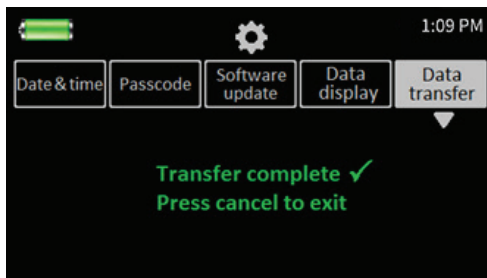 1:09 PM
Date & time
Passcode
Software
update
Data
display
Data
transfer
Transfer complete ✓
Press cancel to exit